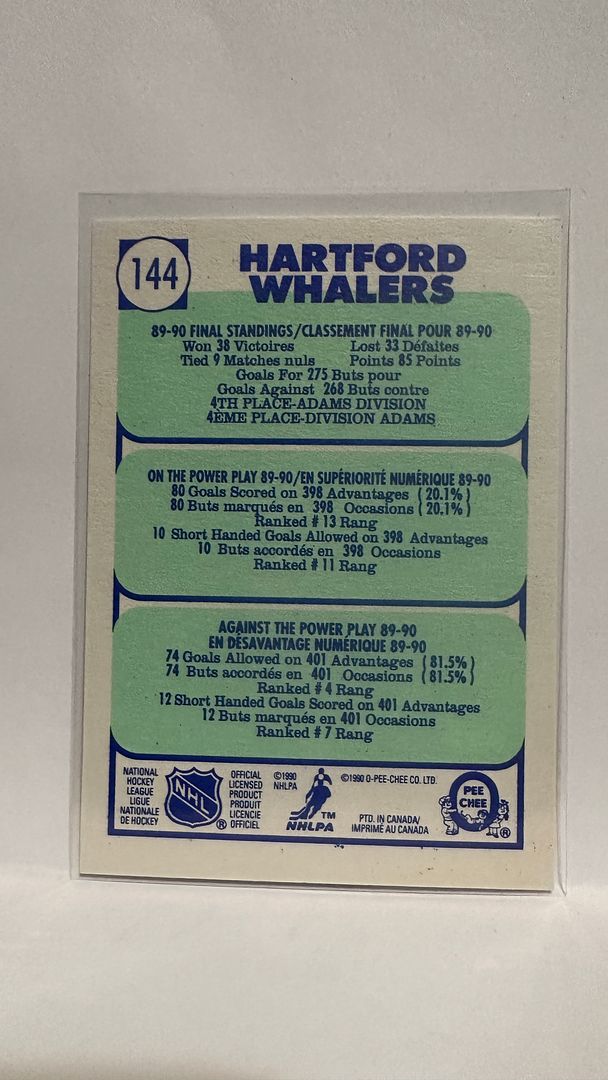 144
HARTFORD
WHALERS
89-90 FINAL STANDINGS/CLASSEMENT FINAL POUR 89-90
Won 38 Victoires Lost 33 Défaites
Tied 9 Matches nuls Points 85 Points
Goals For 275 Buts pour
Goals Against 268 Buts contre
4TH PLACE-ADAMS DIVISION
4ÈME PLACE-DIVISION ADAMS
ON THE POWER PLAY 89-90/EN SUPÉRIORITÉ NUMÉRIQUE 89-90
80 Goals Scored on 398 Advantages (20.1%)
80 Buts marqués en 398 Occasions (20.1%)
Ranked # 13 Rang
10 Short Handed Goals Allowed on 398 Advantages
10 Buts accordés en 398 Occasions
Ranked # 11 Rang
AGAINST THE POWER PLAY 89-90
EN DÉSAVANTAGE NUMÉRIQUE 89-90
74 Goals Allowed on 401 Advantages (81.5%)
74 Buts accordés en 401 Occasions (81.5%)
Ranked # 4 Rang
12 Short Handed Goals Scored on 401 Advantages
12 Buts marqués en 401 Occasions
Ranked # 7 Rang
NATIONAL
HOCKEY
LEAGUE
LIGUE
NATIONALE
DE HOCKEY
NHL
®
OFFICIAL
LICENSED
PRODUCT
PRODUIT
LICENCIE
OFFICIEL
©1990
NHLPA
TM
NHLPA
©1990 O-PEE-CHEE CO. LTD.
PTD. IN CANADA/
IMPRIMÉ AU CANADA
PEE
CHEE
®